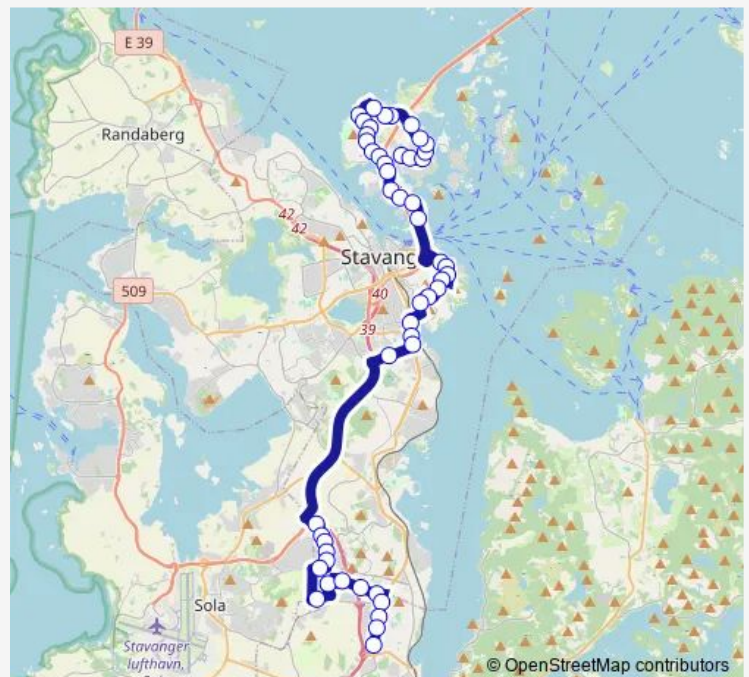 E 39
Randaberg
42
42
Stavang
509
40
39
Sola
Stavanger
lufthavn,
© OpenStreetMap contributors